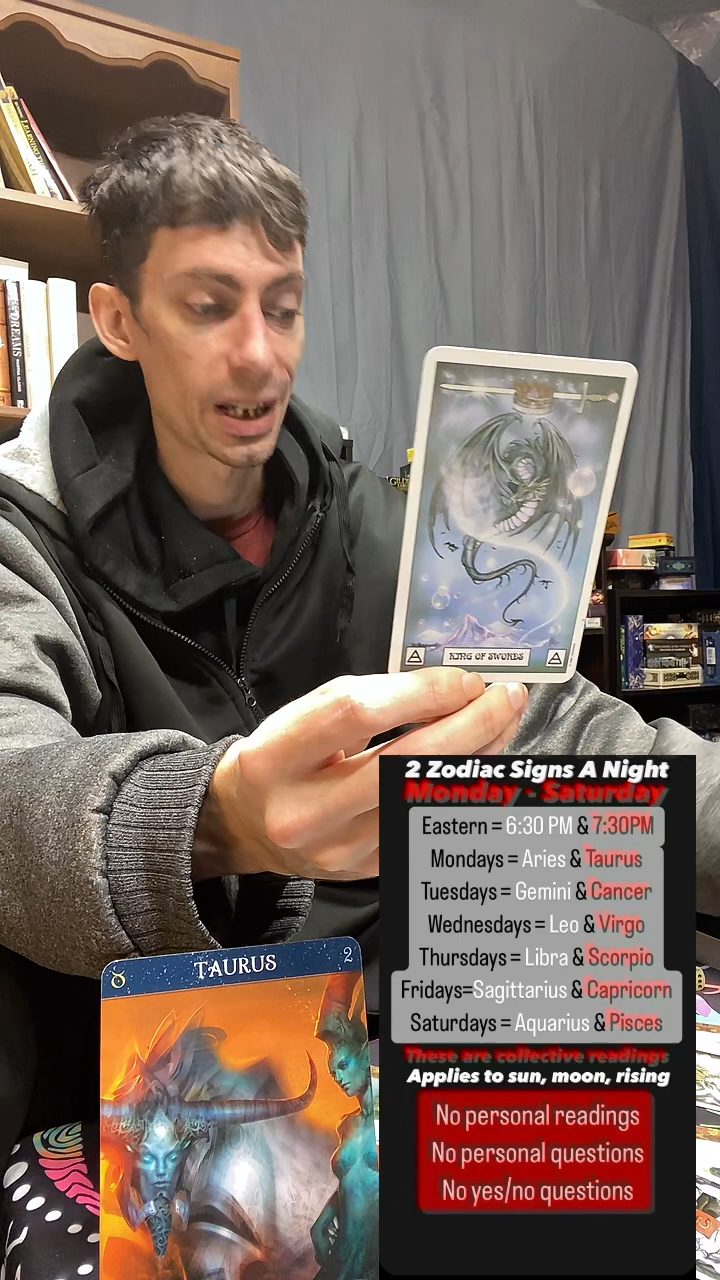 DREAMS
KING OF SWORDS
2 Zodiac Signs A Night
Monday - Saturday
Eastern = 6:30 PM & 7:30PM
Mondays = Aries & Taurus
Tuesdays = Gemini & Cancer
Wednesdays = Leo & Virgo
Thursdays = Libra & Scorpio
Fridays=Sagittarius & Capricorn
Saturdays = Aquarius & Pisces
These are collective readings
Applies to sun, moon, rising
No personal readings
No personal questions
No yes/no questions
♉ TAURUS 2